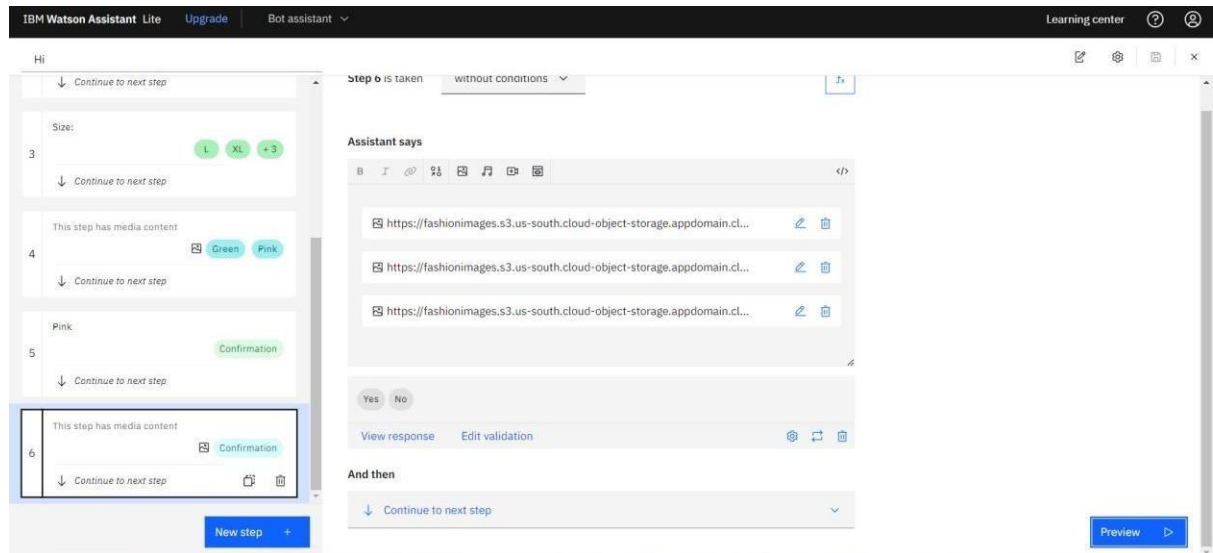 IBM Watson Assistant Lite Upgrade Bot assistant Learning center
Hi
Continue to next step
Step 6 is taken without conditions fx
3
Size:
L XL + 3
Continue to next step
4
This step has media content
Green Pink
Continue to next step
5
Pink
Confirmation
Continue to next step
6
This step has media content
Confirmation
Continue to next step
New step +
Assistant says
B I </>
https://fashionimages.s3.us-south.cloud-object-storage.appdomain.cl...
https://fashionimages.s3.us-south.cloud-object-storage.appdomain.cl...
https://fashionimages.s3.us-south.cloud-object-storage.appdomain.cl...
Yes No
View response Edit validation
And then
Continue to next step
Preview